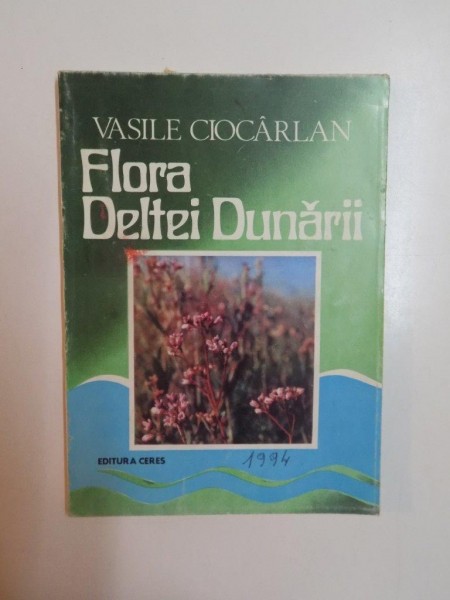 VASILE CIOCÂRLAN
Flora
Deltei Dunării
EDITURA CERES
1994